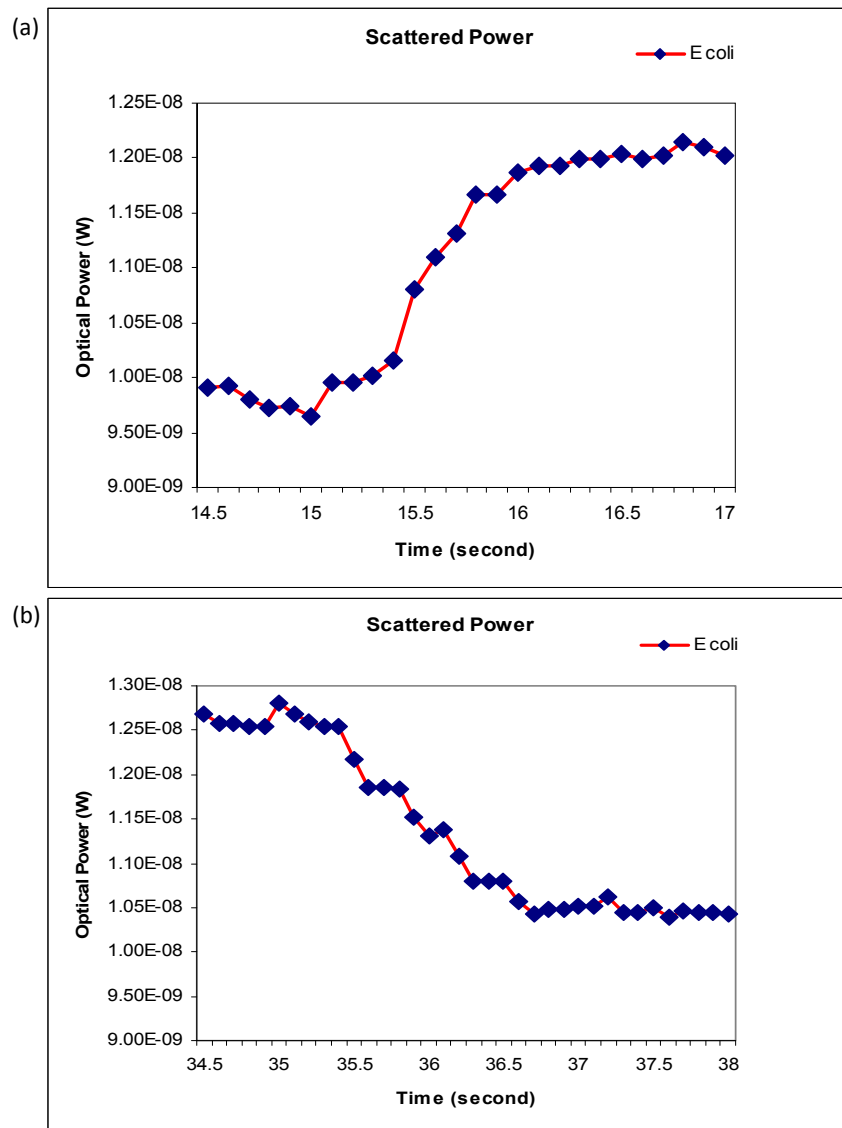 (a)
Scattered Power
E coli
1.25E-08
1.20E-08
1.15E-08
1.10E-08
1.05E-08
1.00E-08
9.50E-09
9.00E-09
Optical Power (W)
14.5 15 15.5 16 16.5 17
Time (second)
(b)
Scattered Power
E coli
1.30E-08
1.25E-08
1.20E-08
1.15E-08
1.10E-08
1.05E-08
1.00E-08
9.50E-09
9.00E-09
Optical Power (W)
34.5 35 35.5 36 36.5 37 37.5 38
Time (second)